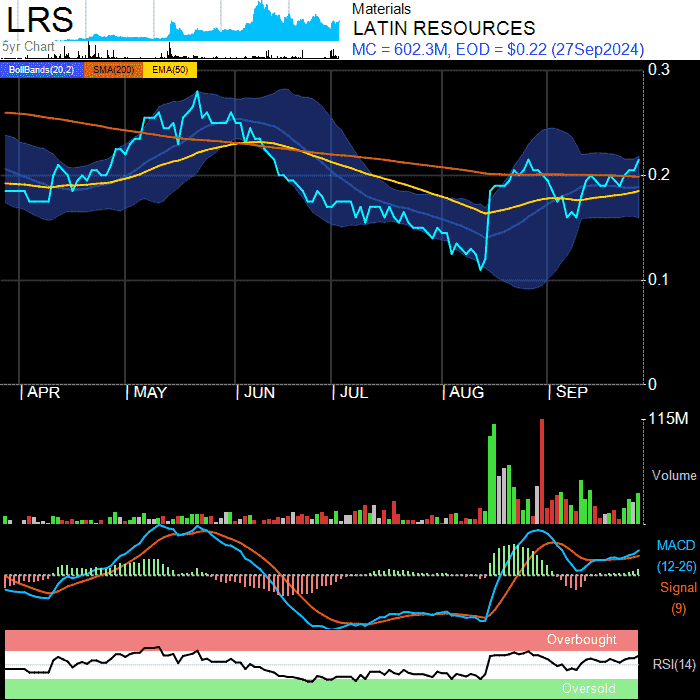 LRS
5yr Chart
Materials
LATIN RESOURCES
MC = 602.3M, EOD = $0.22 (27Sep2024)
BollBands(20,2) SMA(200) EMA(50)
0.3
0.2
0.1
0
APR MAY JUN JUL AUG SEP
115M
Volume
MACD
(12-26)
Signal
(9)
Overbought
RSI(14)
Oversold